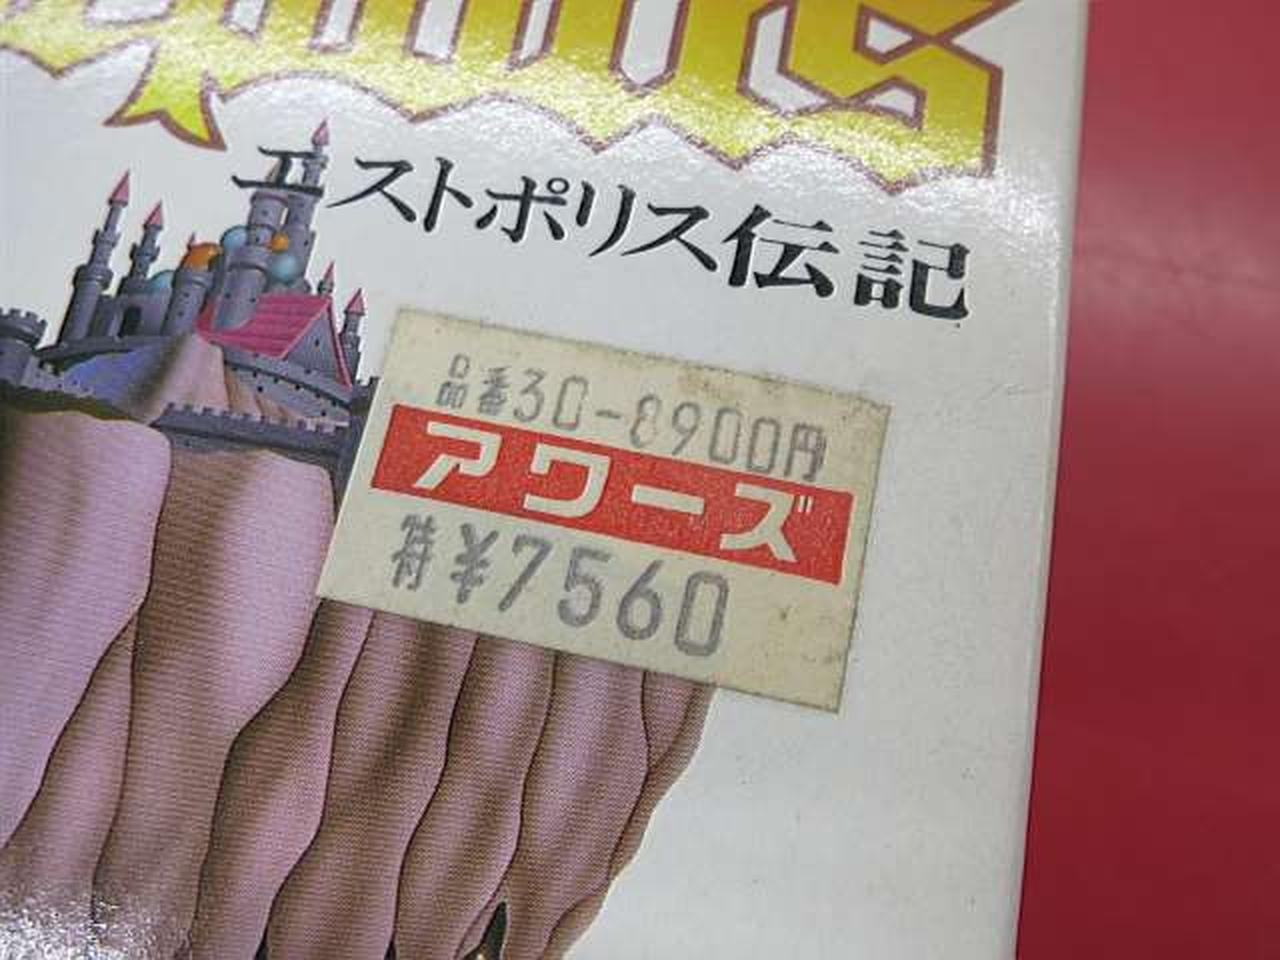 エストポリス伝記
品番30-8900円
アワーズ
特¥7560